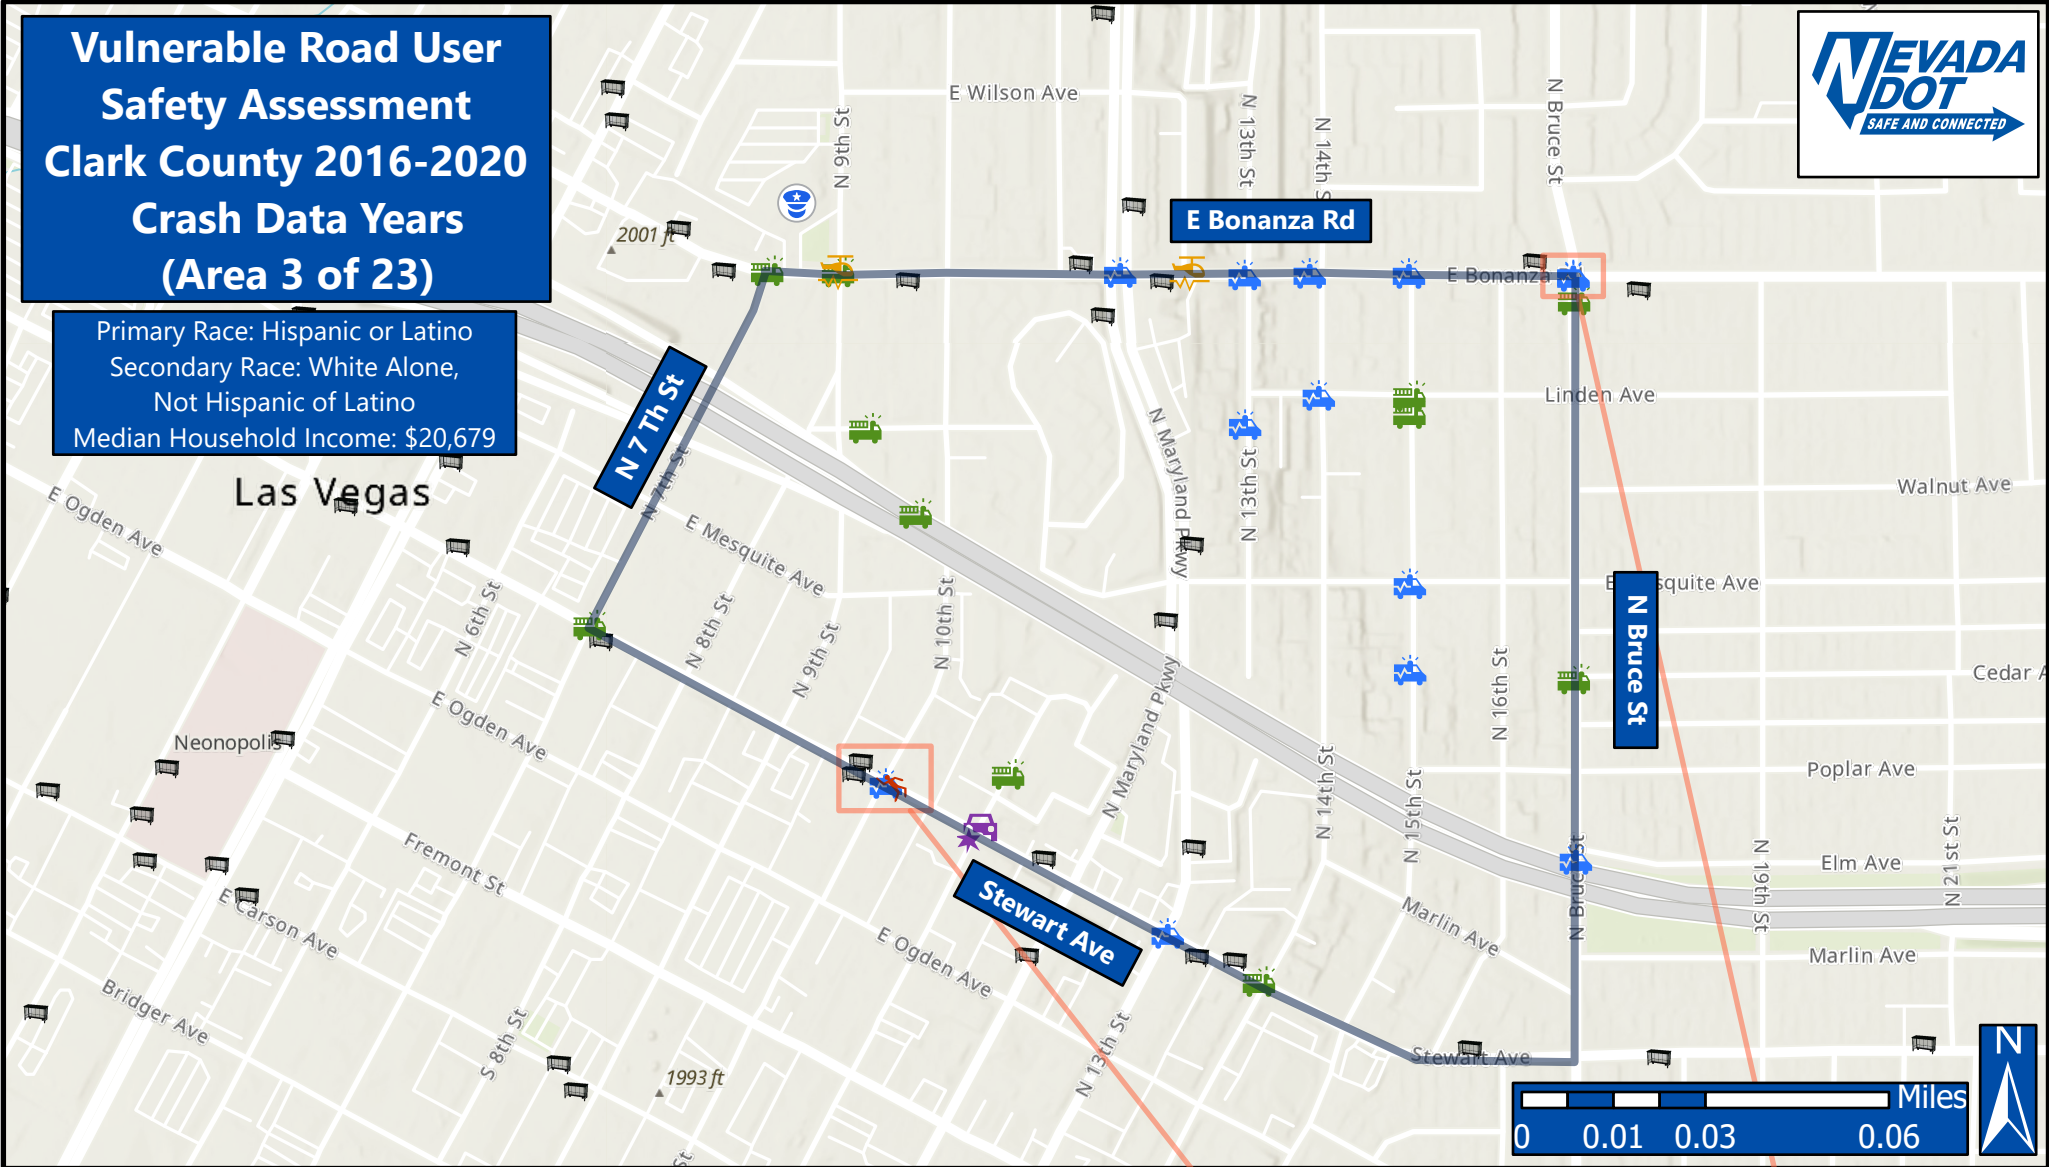 Vulnerable Road User
Safety Assessment
Clark County 2016-2020
Crash Data Years
(Area 3 of 23)
Primary Race: Hispanic or Latino
Secondary Race: White Alone,
Not Hispanic of Latino
Median Household Income: $20,679
NEVADA
DOT
SAFE AND CONNECTED
E Wilson Ave
N 9th St
N 13th St
N 14th S
N Bruce St
E Bonanza Rd
2001 ft
E Bonanza
Linden Ave
N 7 Th St
N 7th St
Las Vegas
E Ogden Ave
E Mesquite Ave
N Maryland Pkwy
N 13th St
Walnut Ave
squite Ave
N Bruce St
N 6th St
N 8th St
N 9th St
N 10th St
N 16th St
Cedar A
E Ogden Ave
Neonopolis
N Maryland Pkwy
N 14th St
N 15th St
Poplar Ave
Fremont St
Elm Ave
N Bruce St
N 19th St
N 21st St
Stewart Ave
E Carson Ave
E Ogden Ave
Marlin Ave
Marlin Ave
Bridger Ave
S 8th St
N 13th St
1993 ft
Stewart Ave
St
N
Miles
0 0.01 0.03 0.06